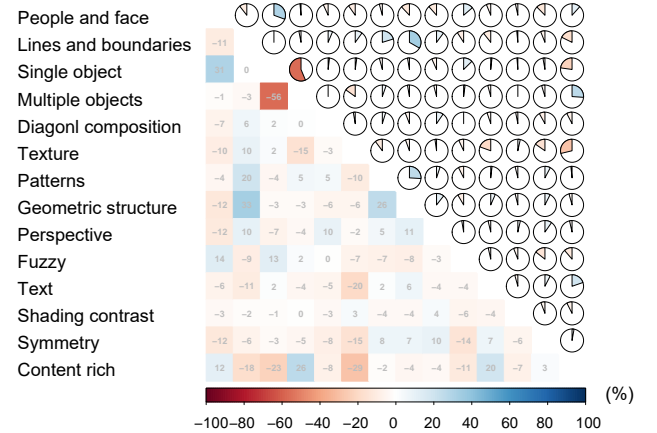 People and face
Lines and boundaries −11
Single object 31 0
Multiple objects −1 −3 −56
Diagonl composition −7 6 2 0
Texture −10 10 2 −15 −3
Patterns −4 20 −4 5 5 −10
Geometric structure −12 −3 −3 −6 −6 26
Perspective −12 10 −7 −4 10 −2 5 11
Fuzzy 14 −9 13 2 0 −7 −7 −8 −3
Text −6 −11 2 −4 −5 −20 2 6 −4 −4
Shading contrast −3 −2 −1 0 −3 3 −4 −4 4 −6 −4
Symmetry −12 −6 −3 −5 −8 −15 8 7 10 −14 7 −6
Content rich 12 −18 −23 26 −8 −29 −2 −4 −4 −11 20 −7 3
(%)
−100 −80 −60 −40 −20 0 20 40 60 80 100